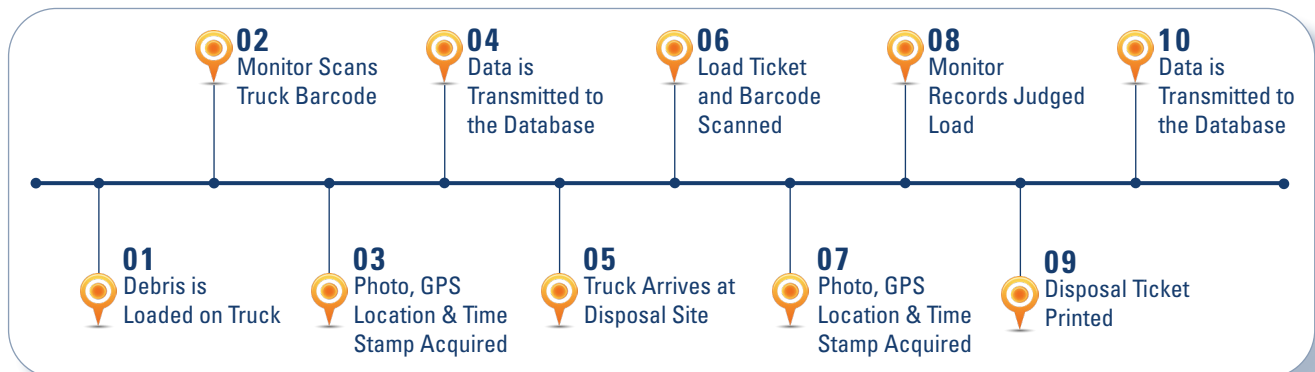 01
Debris is
Loaded on Truck
02
Monitor Scans
Truck Barcode
03
Photo, GPS
Location & Time
Stamp Acquired
04
Data is
Transmitted to
the Database
05
Truck Arrives at
Disposal Site
06
Load Ticket
and Barcode
Scanned
07
Photo, GPS
Location & Time
Stamp Acquired
08
Monitor
Records Judged
Load
09
Disposal Ticket
Printed
10
Data is
Transmitted to
the Database